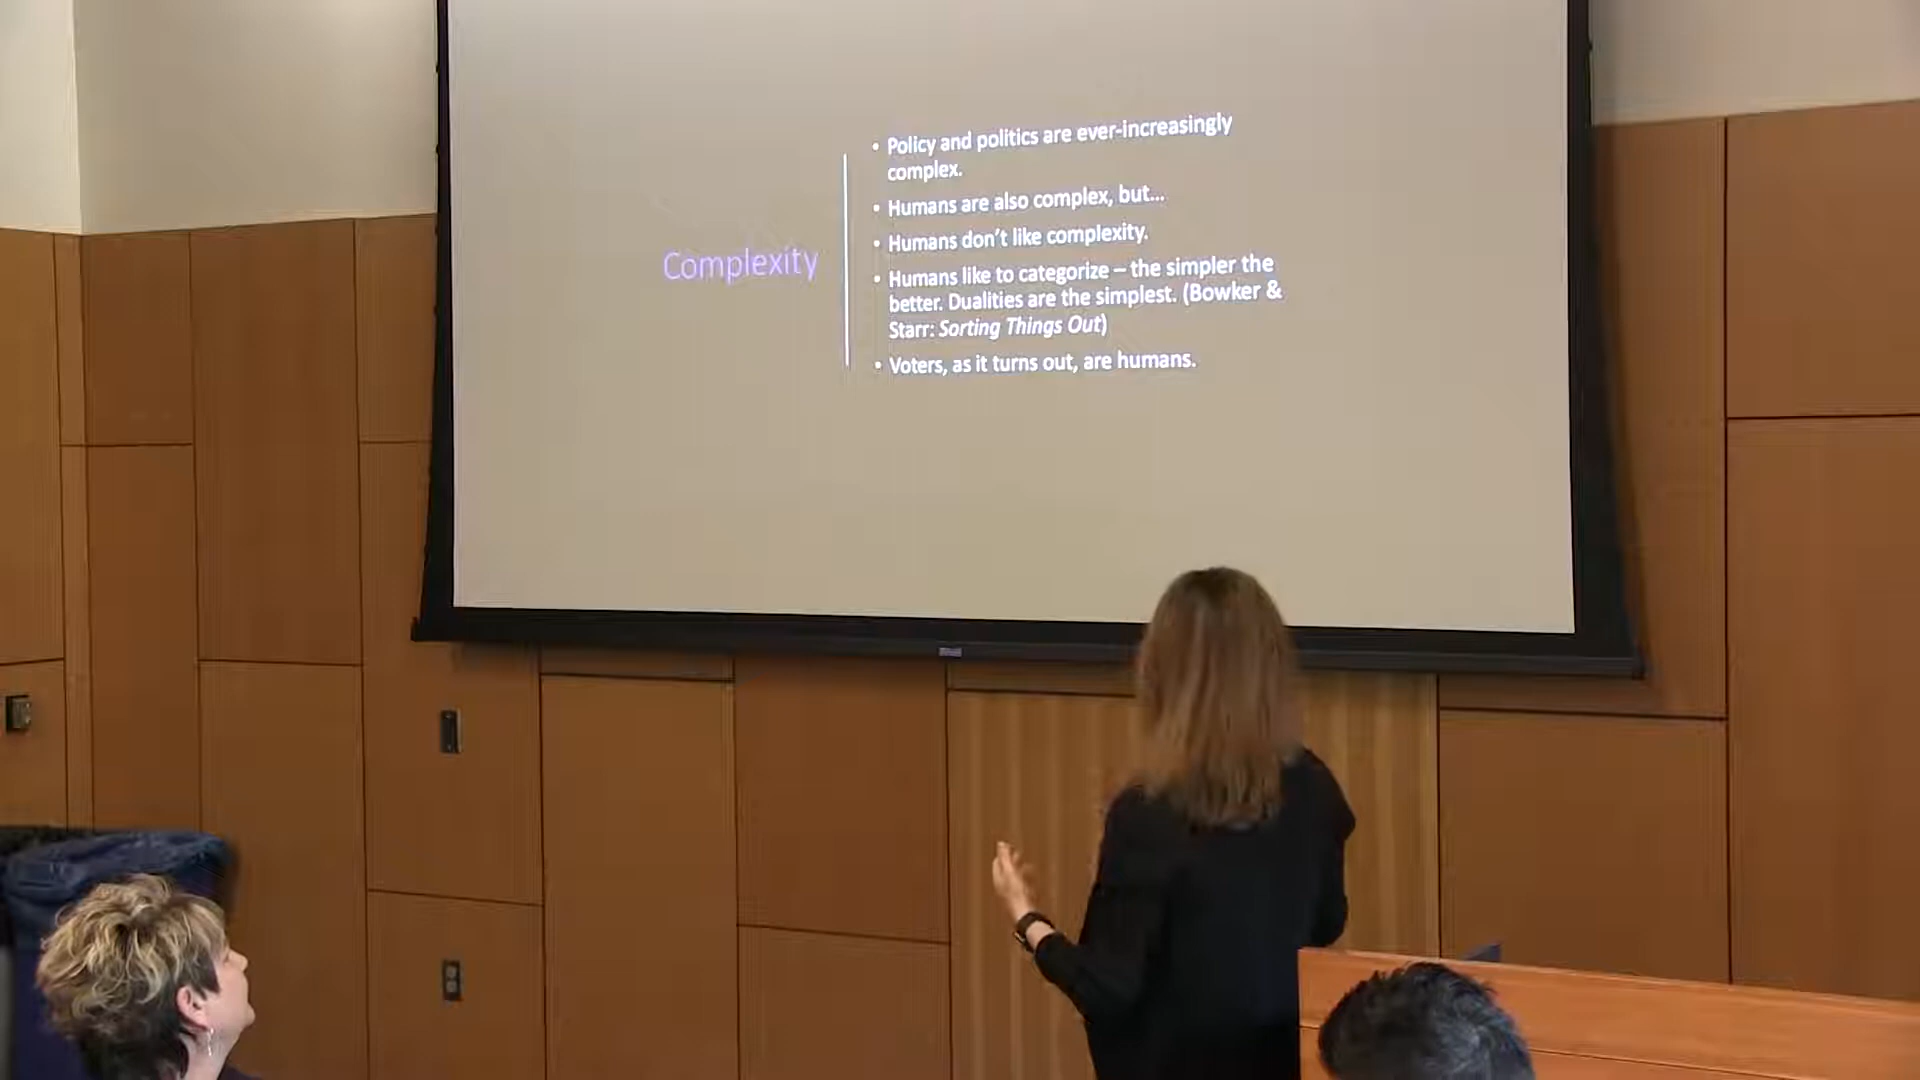 Complexity
• Policy and politics are ever-increasingly
complex.
• Humans are also complex, but...
• Humans don't like complexity.
• Humans like to categorize – the simpler the
better. Dualities are the simplest. (Bowker &
Starr: Sorting Things Out)
• Voters, as it turns out, are humans.